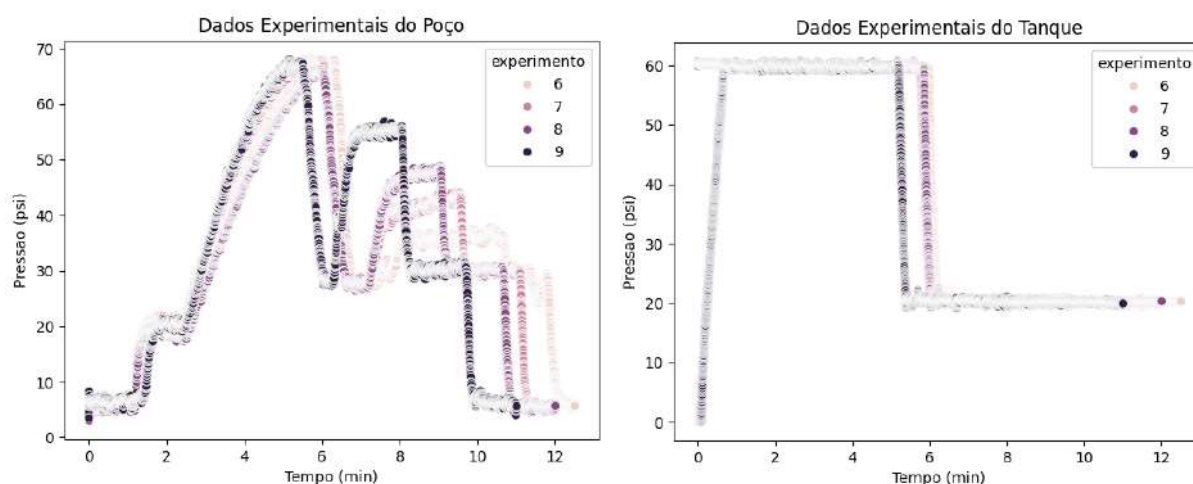 Dados Experimentais do Poço
70
60
50
40
30
20
10
0
Pressao (psi)
0 2 4 6 8 10 12
Tempo (min)
experimento
6
7
8
9
Dados Experimentais do Tanque
60
50
40
30
20
10
0
Pressao (psi)
0 2 4 6 8 10 12
Tempo (min)
experimento
6
7
8
9